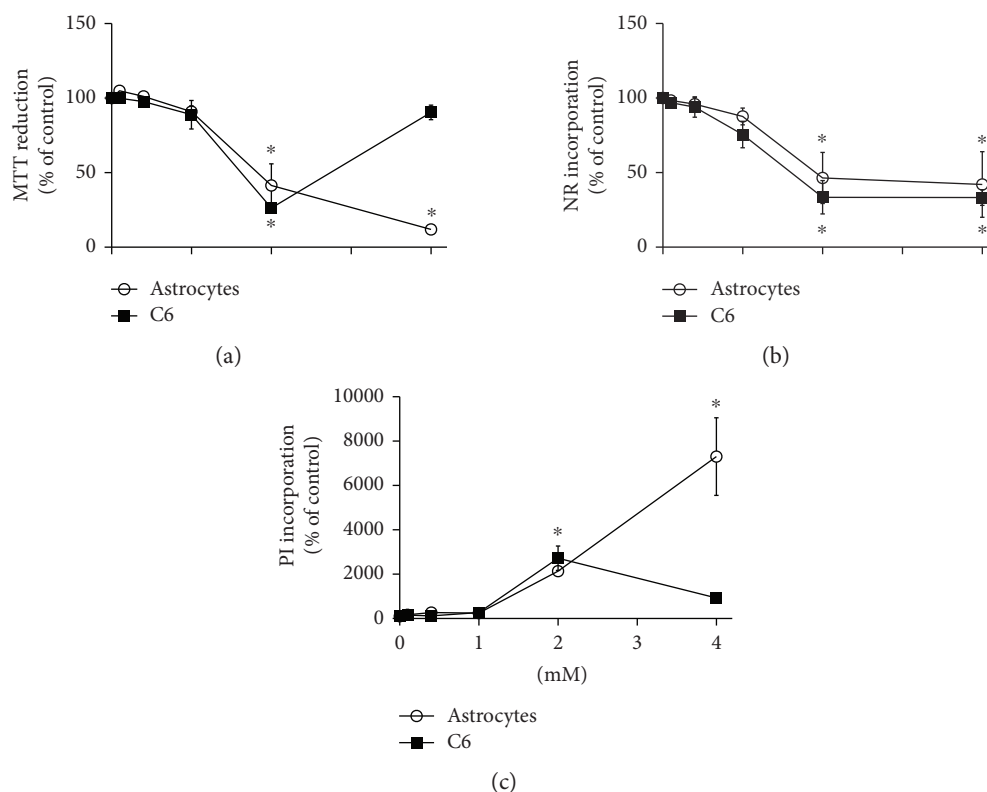 150
100
50
0
MTT reduction
(% of control)
*
*
*
Astrocytes
C6
(a)
150
100
50
0
NR incorporation
(% of control)
*
*
*
*
Astrocytes
C6
(b)
10000
8000
6000
4000
2000
0
PI incorporation
(% of control)
*
*
0 1 2 3 4
(mM)
Astrocytes
C6
(c)